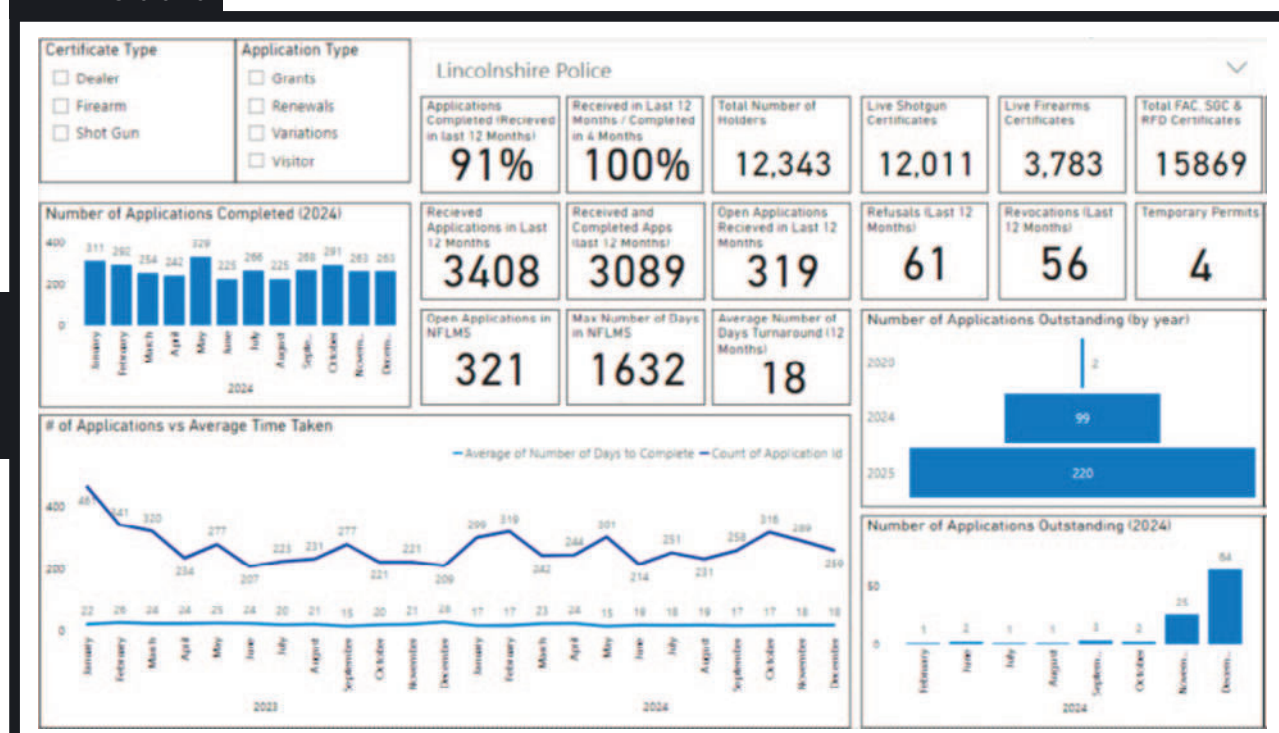 Certificate Type
Dealer
Firearm
Shot Gun
Application Type
Grants
Renewals
Variations
Visitor
Lincolnshire Police
Applications
Completed (Recieved
in last 12 Months)
91%
Received in Last 12
Months / Completed
in 4 Months
100%
Total Number of
Holders
12,343
Live Shotgun
Certificates
12,011
Live Firearms
Certificates
3,783
Total FAC, SGC &
RFD Certificates
15869
Number of Applications Completed (2024)
400
200
0
311 292 254 242 329 225 266 225 268 291 263 263
January February March April May June July August Septe... October Novem... Decem...
2024
Recieved
Applications in Last
12 Months
3408
Received and
Completed Apps
(last 12 Months)
3089
Open Applications
Recieved in Last 12
Months
319
Refusals (Last 12
Months)
61
Revocations (Last
12 Months)
56
Temporary Permits
4
Open Applications in
NFLMS
321
Max Number of Days
in NFLMS
1632
Average Number of
Days Turnaround (12
Months)
18
Number of Applications Outstanding (by year)
2020 2
2024 99
2025 220
# of Applications vs Average Time Taken
Average of Number of Days to Complete Count of Application Id
400
200
0
461 341 320 234 277 207 223 231 277 221 221 209 299 319 242 244 301 214 251 231 258 316 289 259
22 26 24 24 25 24 20 21 15 20 21 28 17 17 23 24 15 19 18 19 17 17 18 18
January February March April May June July August September October November December January February March April May June July August September October November December
2023 2024
Number of Applications Outstanding (2024)
50
0
1 2 1 1 3 2 25 64
February June July August Septem... October Novem... Decem...
2024